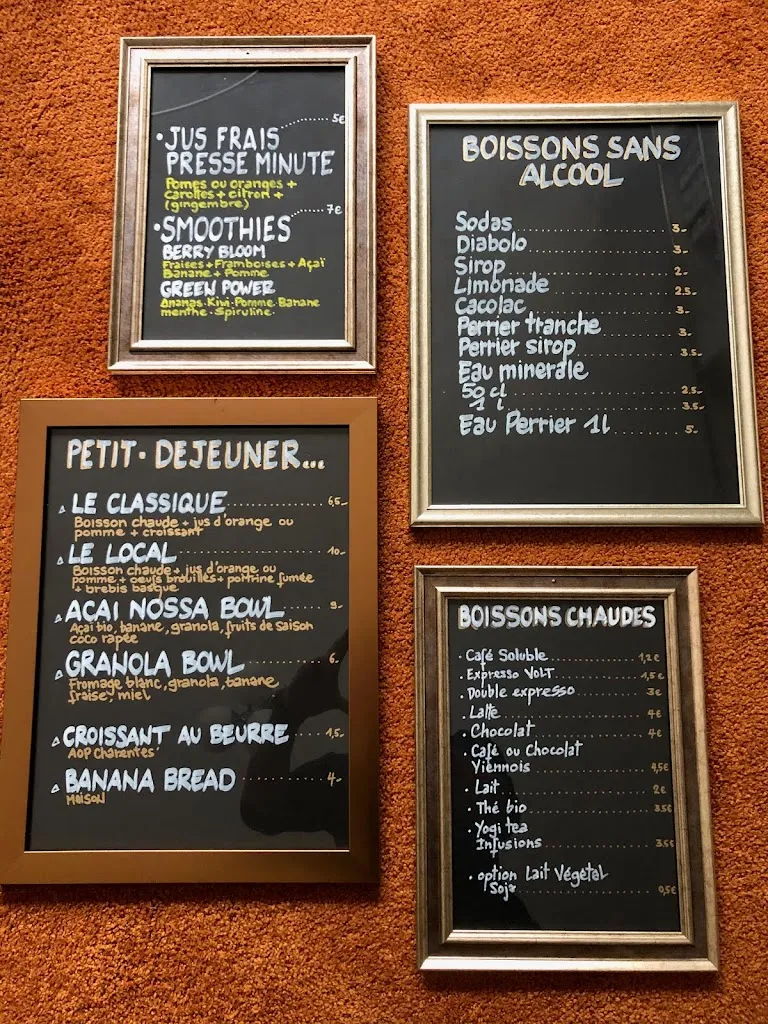 5€
• JUS FRAIS
PRESSE MINUTE
Pomes ou oranges +
carottes + citron +
(gingembre)
7€
• SMOOTHIES
BERRY BLOOM
Fraises + Framboises + Açaï
Banane + Pomme
GREEN POWER
Ananas. Kiwi. Pomme. Banane
menthe. Spiruline.
BOISSONS SANS
ALCOOL
Sodas 3-
Diabolo 3-
Sirop 2-
Limonade 2.5-
Cacolac 3-
Perrier tranche 3-
Perrier sirop 3.5-
Eau minerale
50 cl 2.5-
1 l 3.5-
Eau Perrier 1l 5-
PETIT. DEJEUNER...
LE CLASSIQUE 6,5-
Boisson chaude + jus d'orange ou
pomme + croissant
LE LOCAL 10-
Boisson chaude + jus d'orange ou
pomme + oeufs brouillés + poitrine fumée
+ brebis basque
AÇAI NOSSA BOWL 9-
Açai bio, banane, granola, fruits de saison
coco rapée
GRANOLA BOWL 6-
Fromage blanc, granola, banane,
fraise, miel
CROISSANT AU BEURRE 1,5-
AOP Charentes
BANANA BREAD 4-
MAISON
BOISSONS CHAUDES
• Café Soluble 1,2€
• Expresso VOLT 1,5€
• Double expresso 3€
• Latte 4€
• Chocolat 4€
• Café ou Chocolat
Viennois 4,5€
• Lait 2€
• Thé bio 3.5€
• Yogi tea
Infusions 3.5€
• option Lait Végétal
Soja 0,5€